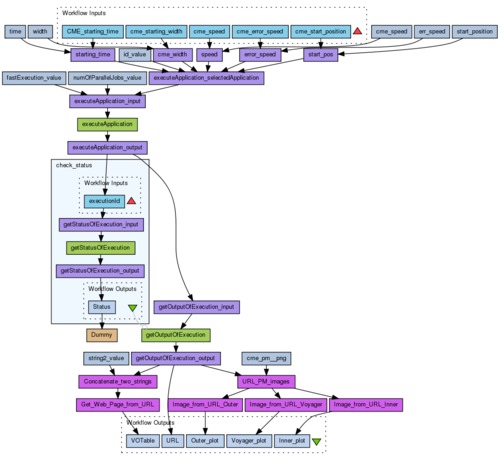 Workflow Inputs
time
width
CME_starting_time
cme_starting_width
cme_speed
cme_error_speed
cme_start_position
cme_speed
err_speed
start_position
starting_time
id_value
cme_width
speed
error_speed
start_pos
fastExecution_value
numOfParallelJobs_value
executeApplication_selectedApplication
executeApplication_input
executeApplication
executeApplication_output
check_status
Workflow Inputs
executionId
getStatusOfExecution_input
getStatusOfExecution
getStatusOfExecution_output
Workflow Outputs
Status
getOutputOfExecution_input
Dummy
getOutputOfExecution
string2_value
getOutputOfExecution_output
cme_pm_png
Concatenate_two_strings
URL_PM_images
Get_Web_Page_from_URL
Image_from_URL_Outer
Image_from_URL_Voyager
Image_from_URL_Inner
Workflow Outputs
VOTable
URL
Outer_plot
Voyager_plot
Inner_plot